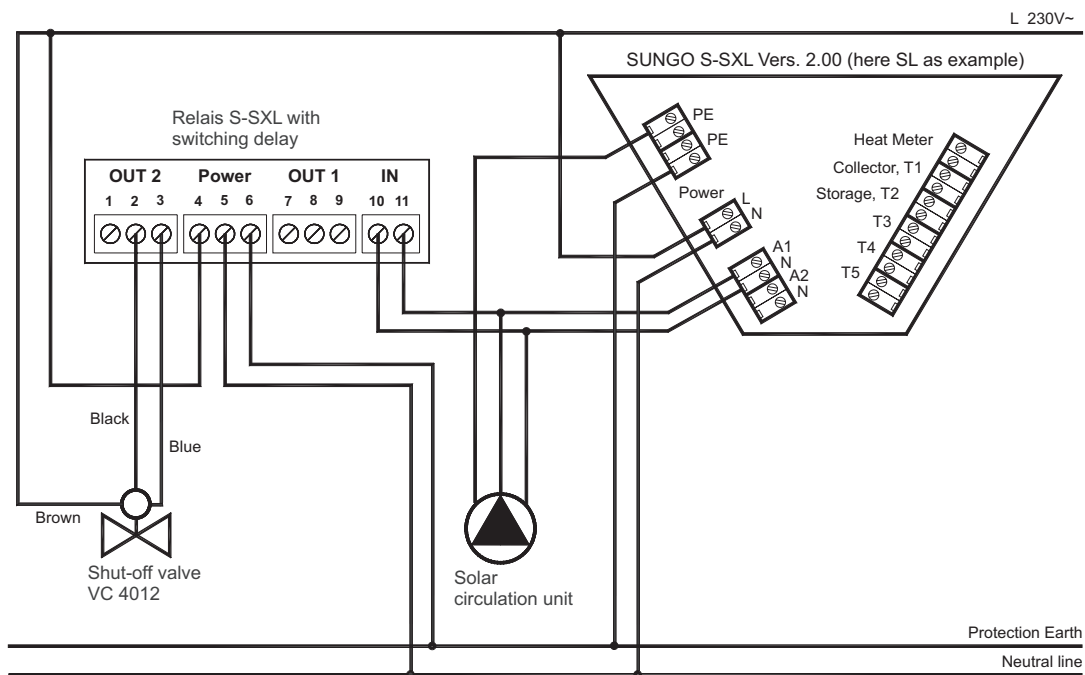 L 230V~
SUNGO S-SXL Vers. 2.00 (here SL as example)
Relais S-SXL with
switching delay
OUT 2 Power OUT 1 IN
1 2 3 4 5 6 7 8 9 10 11
PE
PE
Power
L
N
A1
N
A2
N
Heat Meter
Collector, T1
Storage, T2
T3
T4
T5
Black
Blue
Brown
Shut-off valve
VC 4012
Solar
circulation unit
Protection Earth
Neutral line